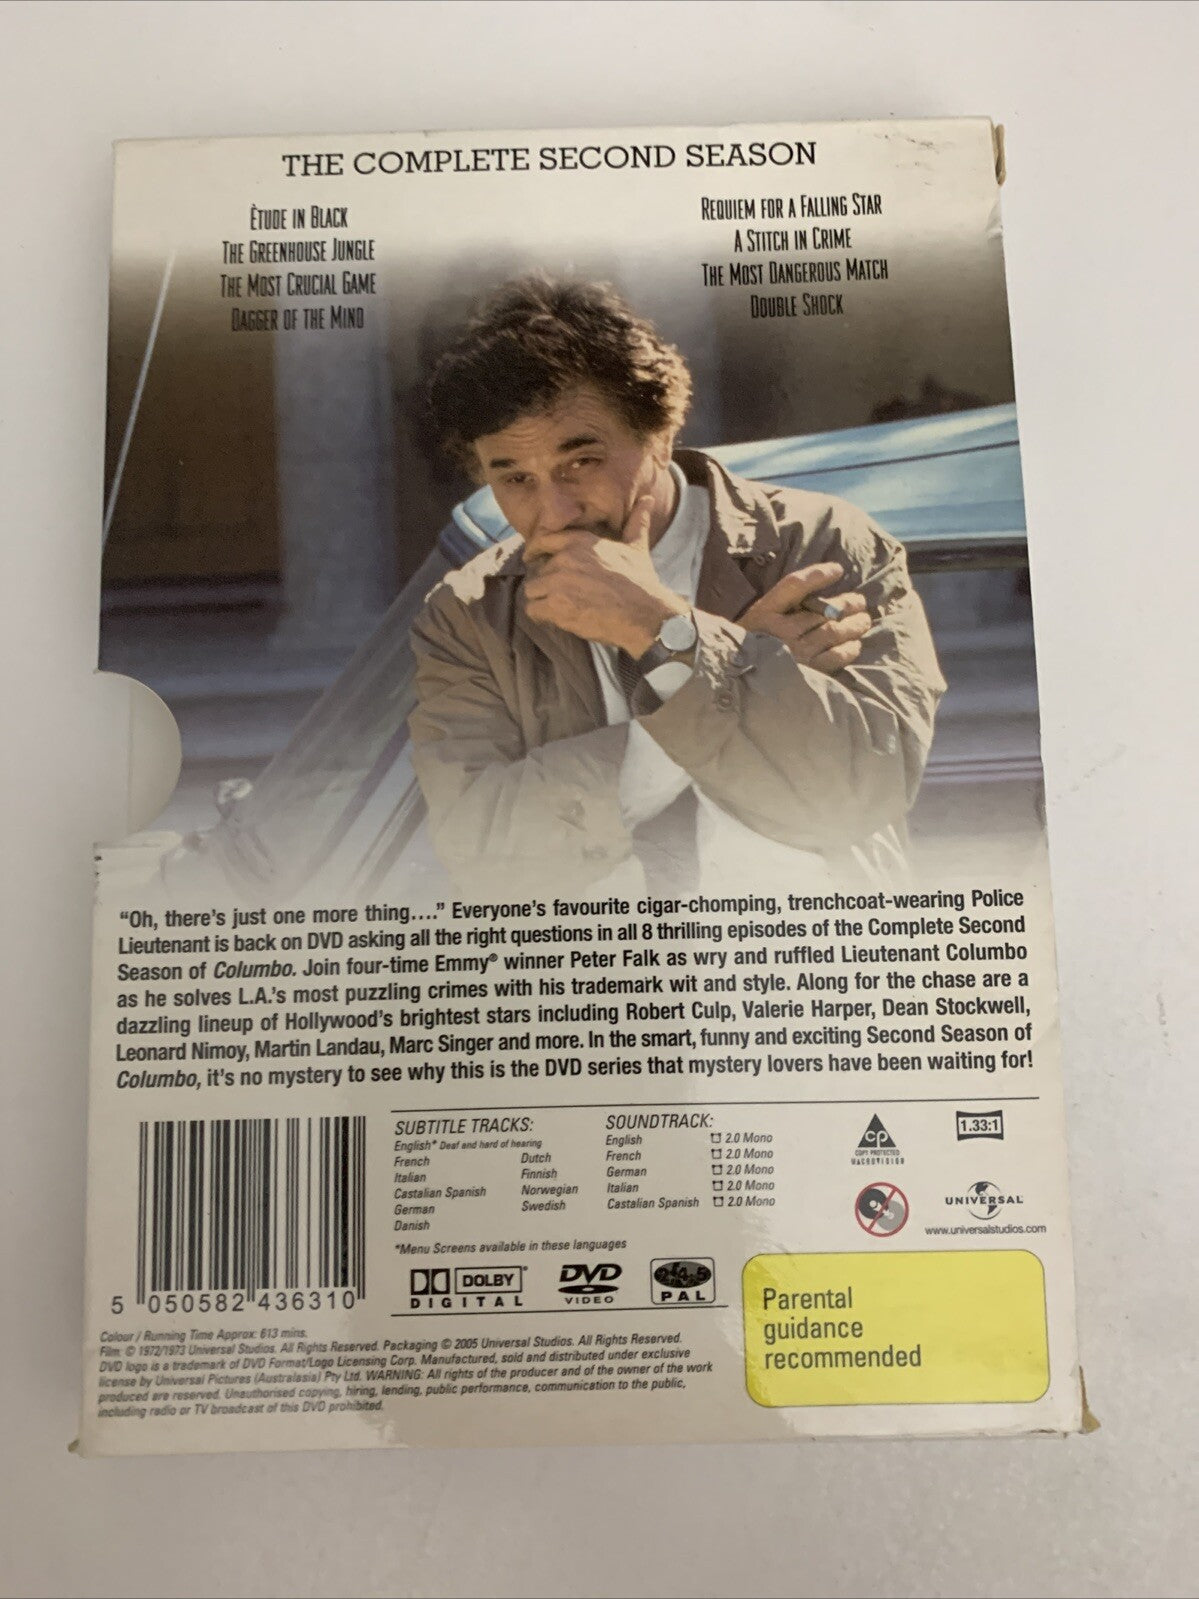 THE COMPLETE SECOND SEASON
ÈTUDE IN BLACK
THE GREENHOUSE JUNGLE
THE MOST CRUCIAL GAME
DAGGER OF THE MIND
REQUIEM FOR A FALLING STAR
A STITCH IN CRIME
THE MOST DANGEROUS MATCH
DOUBLE SHOCK
“Oh, there’s just one more thing....” Everyone’s favourite cigar-chomping, trenchcoat-wearing Police
Lieutenant is back on DVD asking all the right questions in all 8 thrilling episodes of the Complete Second
Season of Columbo. Join four-time Emmy® winner Peter Falk as wry and ruffled Lieutenant Columbo
as he solves L.A.’s most puzzling crimes with his trademark wit and style. Along for the chase are a
dazzling lineup of Hollywood’s brightest stars including Robert Culp, Valerie Harper, Dean Stockwell,
Leonard Nimoy, Martin Landau, Marc Singer and more. In the smart, funny and exciting Second Season of
Columbo, it’s no mystery to see why this is the DVD series that mystery lovers have been waiting for!
5 050582 436310
SUBTITLE TRACKS:
English* Deaf and hard of hearing
French
Italian
Castalian Spanish
German
Danish
Dutch
Finnish
Norwegian
Swedish
*Menu Screens available in these languages
SOUNDTRACK:
English 2.0 Mono
French 2.0 Mono
German 2.0 Mono
Italian 2.0 Mono
Castalian Spanish 2.0 Mono
CP
COPY PROTECTED
MACROVISION
1.33:1
UNIVERSAL
www.universalstudios.com
DOLBY
DIGITAL
DVD
VIDEO
2.4.5
PAL
Parental
guidance
recommended
Colour / Running Time Approx: 613 mins.
Film: © 1972/1973 Universal Studios. All Rights Reserved. Packaging © 2005 Universal Studios. All Rights Reserved.
DVD logo is a trademark of DVD Format/Logo Licensing Corp. Manufactured, sold and distributed under exclusive
license by Universal Pictures (Australasia) Pty Ltd. WARNING: All rights of the producer and of the owner of the work
produced are reserved. Unauthorised copying, hiring, lending, public performance, communication to the public,
including radio or TV broadcast of this DVD prohibited.